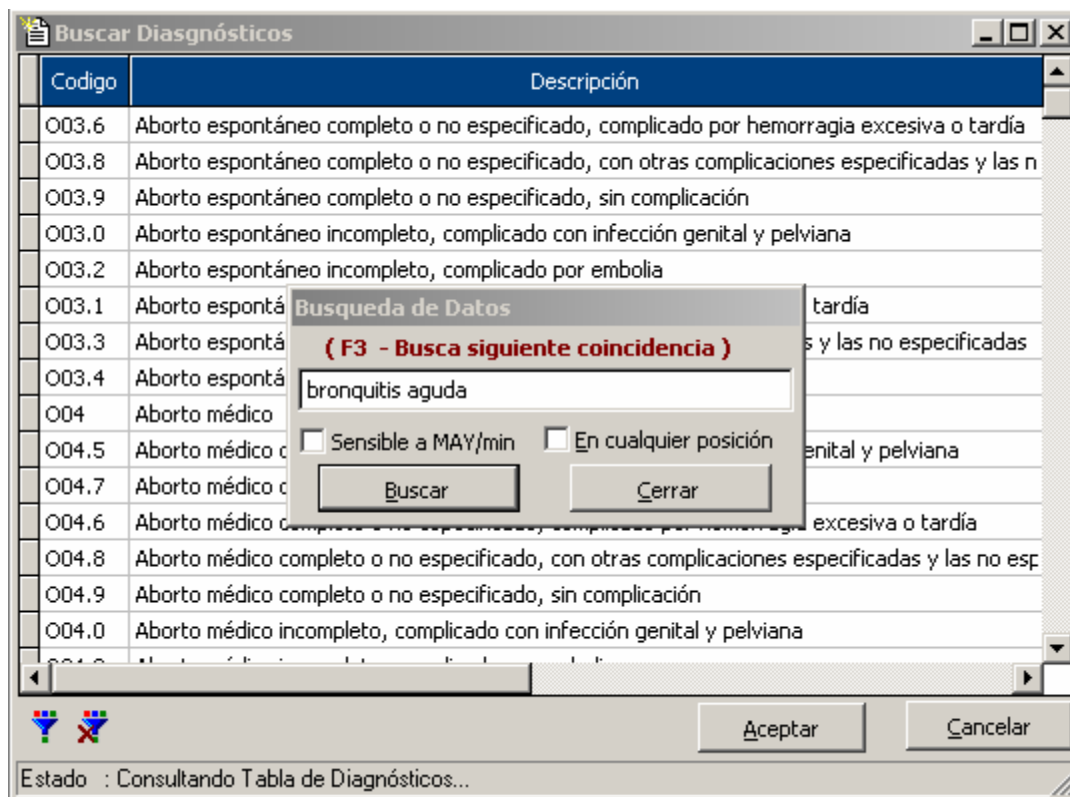 Buscar Diasgnósticos
Codigo Descripción
O03.6 Aborto espontáneo completo o no especificado, complicado por hemorragia excesiva o tardía
O03.8 Aborto espontáneo completo o no especificado, con otras complicaciones especificadas y las n
O03.9 Aborto espontáneo completo o no especificado, sin complicación
O03.0 Aborto espontáneo incompleto, complicado con infección genital y pelviana
O03.2 Aborto espontáneo incompleto, complicado por embolia
O03.1 Aborto espontá tardía
O03.3 Aborto espontá s y las no especificadas
O03.4 Aborto espontá
O04 Aborto médico
O04.5 Aborto médico c enital y pelviana
O04.7 Aborto médico c
O04.6 Aborto médico completo o no especificado, complicado por hemorragia excesiva o tardía
O04.8 Aborto médico completo o no especificado, con otras complicaciones especificadas y las no esp
O04.9 Aborto médico completo o no especificado, sin complicación
O04.0 Aborto médico incompleto, complicado con infección genital y pelviana
Busqueda de Datos
( F3 - Busca siguiente coincidencia )
bronquitis aguda
Sensible a MAY/min En cualquier posición
Buscar Cerrar
Aceptar Cancelar
Estado : Consultando Tabla de Diagnósticos...